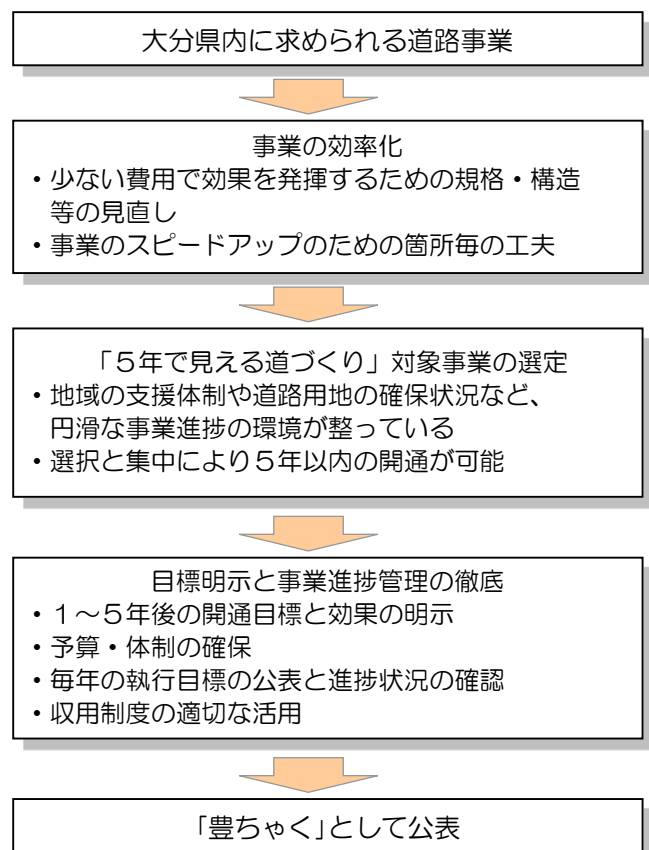 大分県内に求められる道路事業
事業の効率化
・少ない費用で効果を発揮するための規格・構造
等の見直し
・事業のスピードアップのための箇所毎の工夫
「５年で見える道づくり」対象事業の選定
・地域の支援体制や道路用地の確保状況など、
円滑な事業進捗の環境が整っている
・選択と集中により５年以内の開通が可能
目標明示と事業進捗管理の徹底
・１～５年後の開通目標と効果の明示
・予算・体制の確保
・毎年の執行目標の公表と進捗状況の確認
・収用制度の適切な活用
「豊ちゃく」として公表